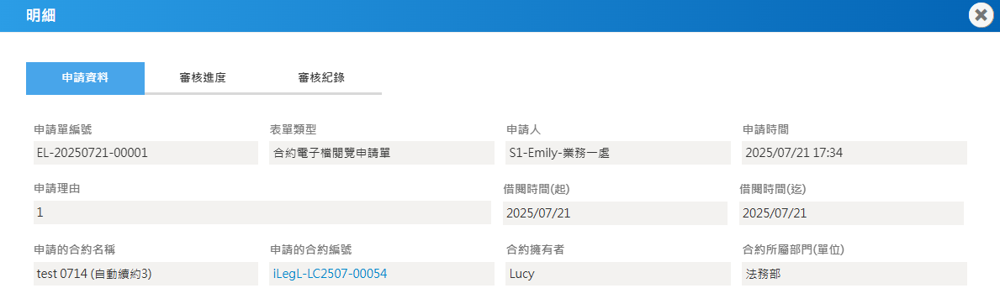 明細
申請資料 審核進度 審核紀錄
申請單編號 表單類型 申請人 申請時間
EL-20250721-00001 合約電子檔閱覽申請單 S1-Emily-業務一處 2025/07/21 17:34
申請理由 借閱時間(起) 借閱時間(迄)
1 2025/07/21 2025/07/21
申請的合約名稱 申請的合約編號 合約擁有者 合約所屬部門(單位)
test 0714 (自動續約3) iLegL-LC2507-00054 Lucy 法務部